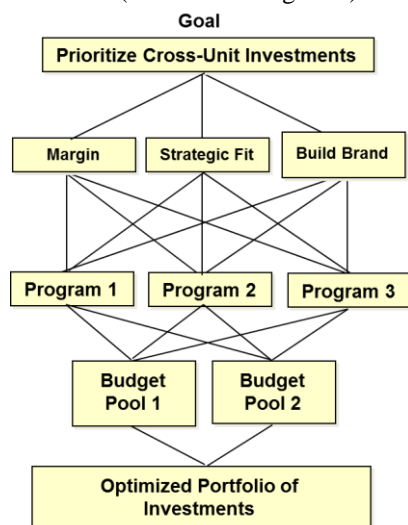 Goal
Prioritize Cross-Unit Investments
Margin
Strategic Fit
Build Brand
Program 1
Program 2
Program 3
Budget
Pool 1
Budget
Pool 2
Optimized Portfolio of
Investments